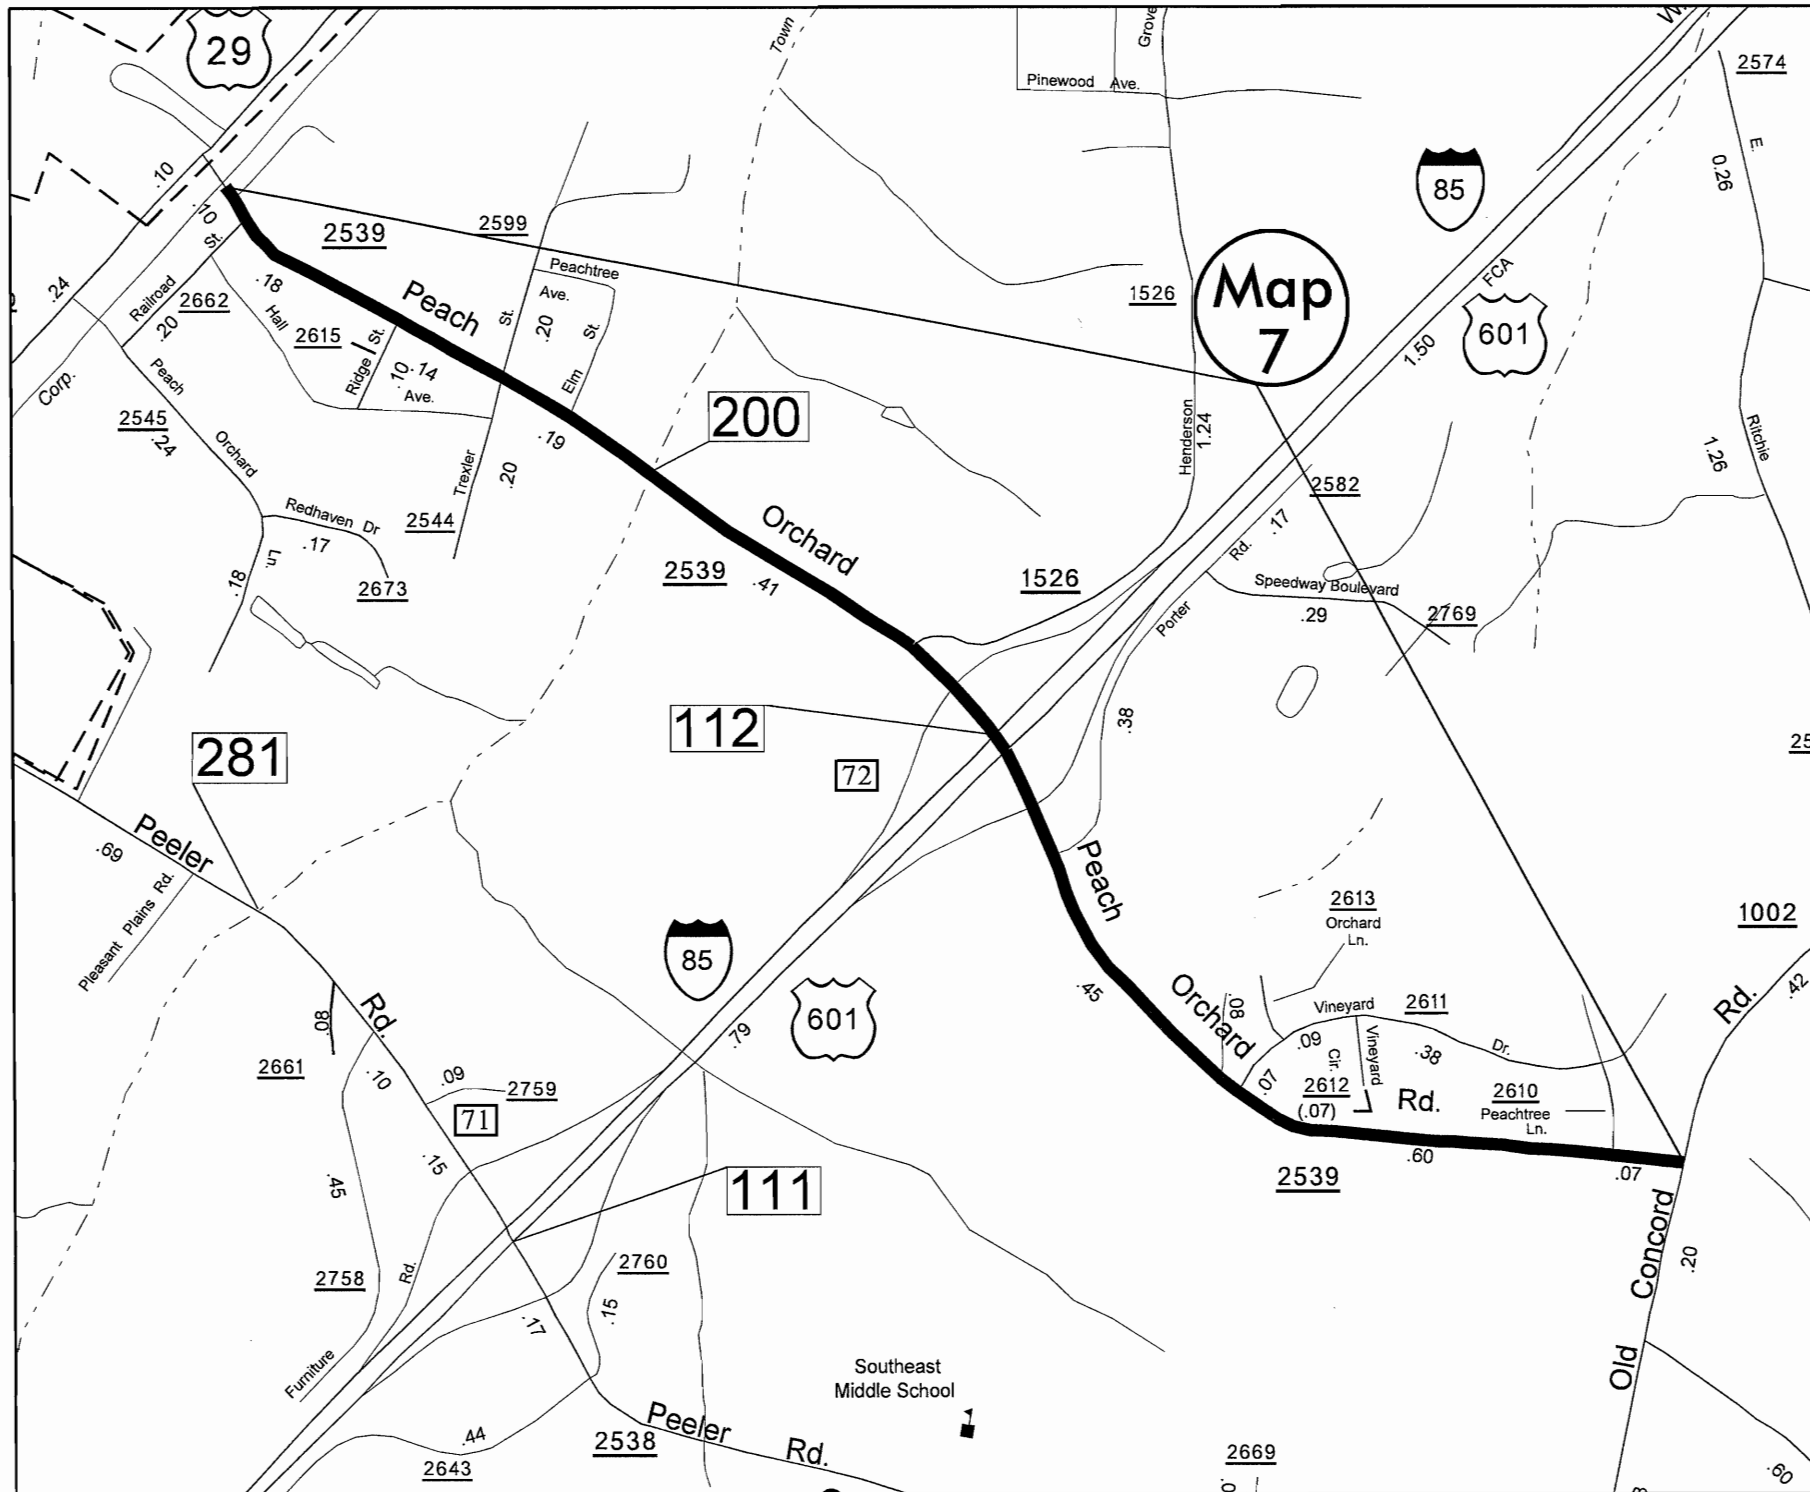 29
Town
Grove
Pinewood Ave.
W.
2574
.10
85
E.
0.26
.10
St.
2539
2599
Peachtree
Ave.
1526
Map
7
FCA
601
1.50
.24
Railroad
2662
.20
.18
Hall
Peach
2615
Ridge St.
.10
.14
Ave.
St.
.20
Elm St.
Corp.
Peach
2545
.24
Orchard
200
Henderson
1.24
Ritchie
1.26
.19
Trexler
.20
2582
.17
Redhaven Dr
.17
2544
Orchard
Rd.
Ln.
.18
2673
2539
.41
1526
Speedway Boulevard
.29
2769
Porter
.38
112
72
281
25
Peeler
.69
Pleasant Plains Rd.
Peach
2613
Orchard
Ln.
1002
85
601
.79
.45
Orchard
.08
Vineyard
2611
Rd.
.42
Rd.
.08
.09
Cir.
Vineyard
.38
Dr.
2661
.10
.09
2759
71
.07
2612
(.07)
Rd.
2610
Peachtree
Ln.
.15
.45
111
.60
.07
2539
Concord
.20
2758
Rd.
2760
.15
.17
Furniture
Southeast
Middle School
Old
Peeler
Rd.
.44
2538
2643
2669
.60